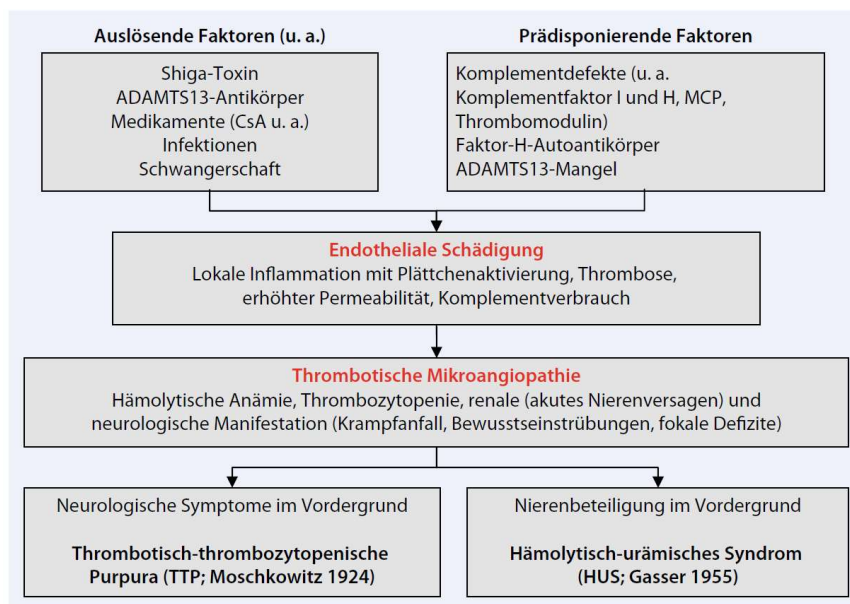 Auslösende Faktoren (u. a.)
Shiga-Toxin
ADAMTS13-Antikörper
Medikamente (CsA u. a.)
Infektionen
Schwangerschaft
Prädisponierende Faktoren
Komplementdefekte (u. a.
Komplementfaktor I und H, MCP,
Thrombomodulin)
Faktor-H-Autoantikörper
ADAMTS13-Mangel
Endotheliale Schädigung
Lokale Inflammation mit Plättchenaktivierung, Thrombose,
erhöhter Permeabilität, Komplementverbrauch
Thrombotische Mikroangiopathie
Hämolytische Anämie, Thrombozytopenie, renale (akutes Nierenversagen) und
neurologische Manifestation (Krampfanfall, Bewusstseinstrübungen, fokale Defizite)
Neurologische Symptome im Vordergrund
Thrombotisch-thrombozytopenische
Purpura (TTP; Moschkowitz 1924)
Nierenbeteiligung im Vordergrund
Hämolytisch-urämisches Syndrom
(HUS; Gasser 1955)